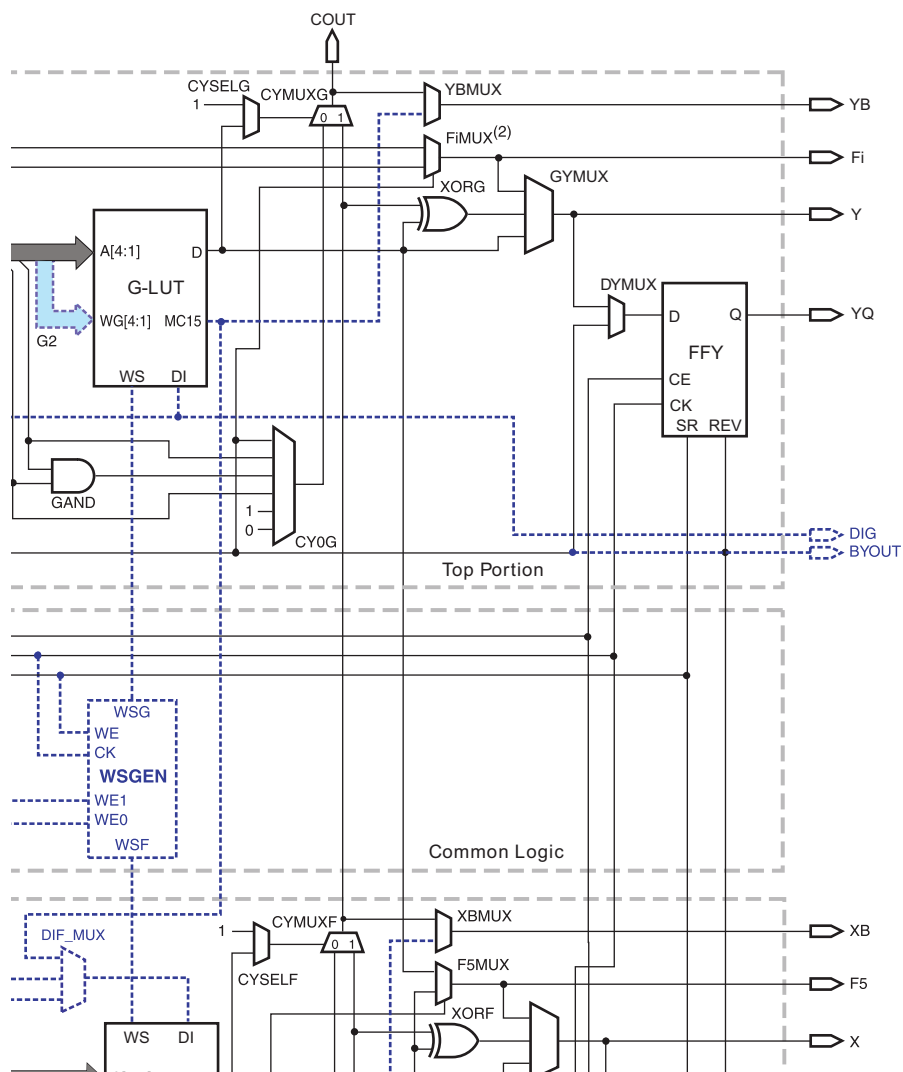 COUT
CYSELG
CYMUXG
YBMUX
1
0 1
YB
FiMUX(2)
Fi
XORG
GYMUX
Y
A[4:1]
D
G-LUT
WG[4:1]
MC15
G2
WS
DI
DYMUX
D
Q
YQ
FFY
CE
CK
SR
REV
GAND
1
0
CY0G
DIG
BYOUT
Top Portion
WSG
WE
CK
WSGEN
WE1
WE0
WSF
Common Logic
DIF_MUX
1
CYMUXF
0 1
XBMUX
XB
CYSELF
F5MUX
F5
XORF
X
WS
DI